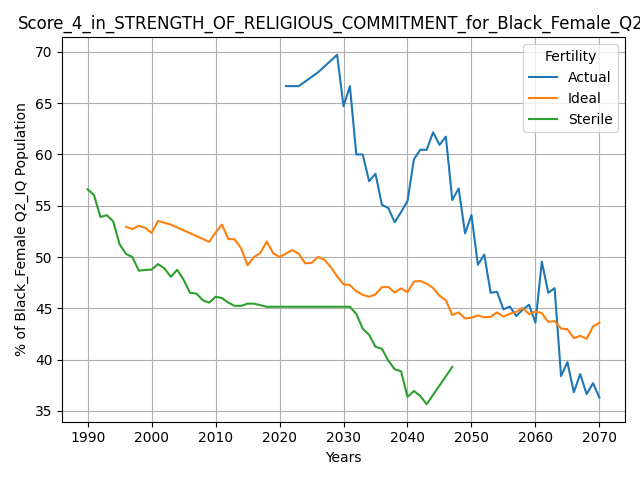 Score_4_in_STRENGTH_OF_RELIGIOUS_COMMITMENT_for_Black_Female_Q2
Fertility
Actual
Ideal
Sterile
% of Black_Female Q2_IQ Population
70
65
60
55
50
45
40
35
1990 2000 2010 2020 2030 2040 2050 2060 2070
Years